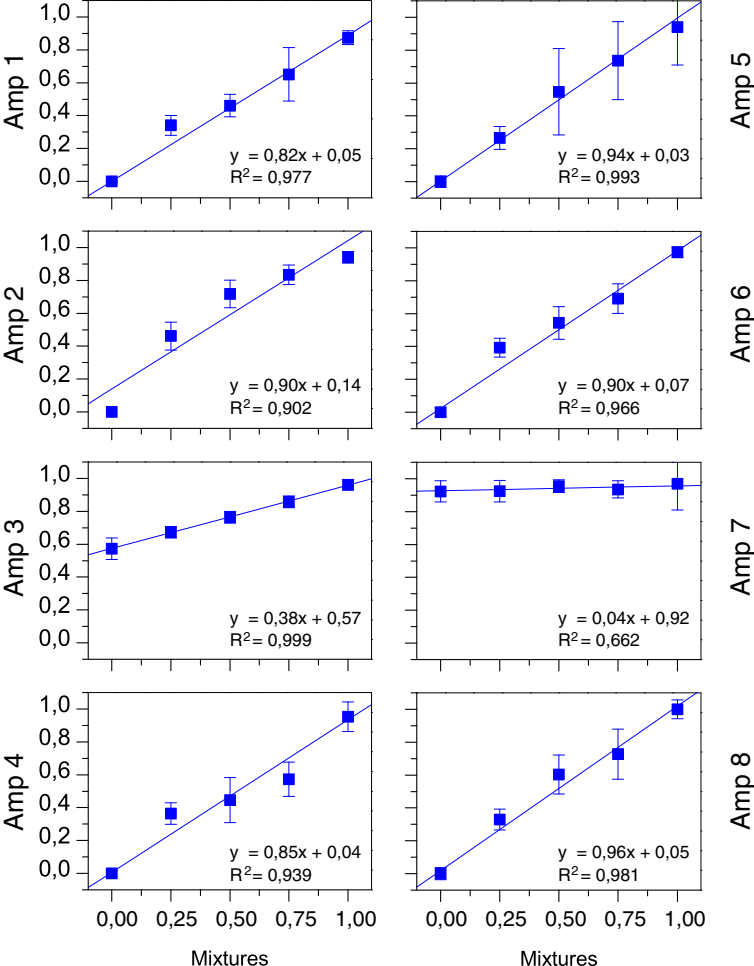 Amp 1
1,0
0,8
0,6
0,4
0,2
0,0
y = 0,82x + 0,05
R2 = 0,977
Amp 5
y = 0,94x + 0,03
R2 = 0,993
Amp 2
1,0
0,8
0,6
0,4
0,2
0,0
y = 0,90x + 0,14
R2 = 0,902
Amp 6
y = 0,90x + 0,07
R2 = 0,966
Amp 3
1,0
0,8
0,6
0,4
0,2
0,0
y = 0,38x + 0,57
R2 = 0,999
Amp 7
y = 0,04x + 0,92
R2 = 0,662
Amp 4
1,0
0,8
0,6
0,4
0,2
0,0
y = 0,85x + 0,04
R2 = 0,939
Amp 8
y = 0,96x + 0,05
R2 = 0,981
0,00 0,25 0,50 0,75 1,00
0,00 0,25 0,50 0,75 1,00
Mixtures
Mixtures